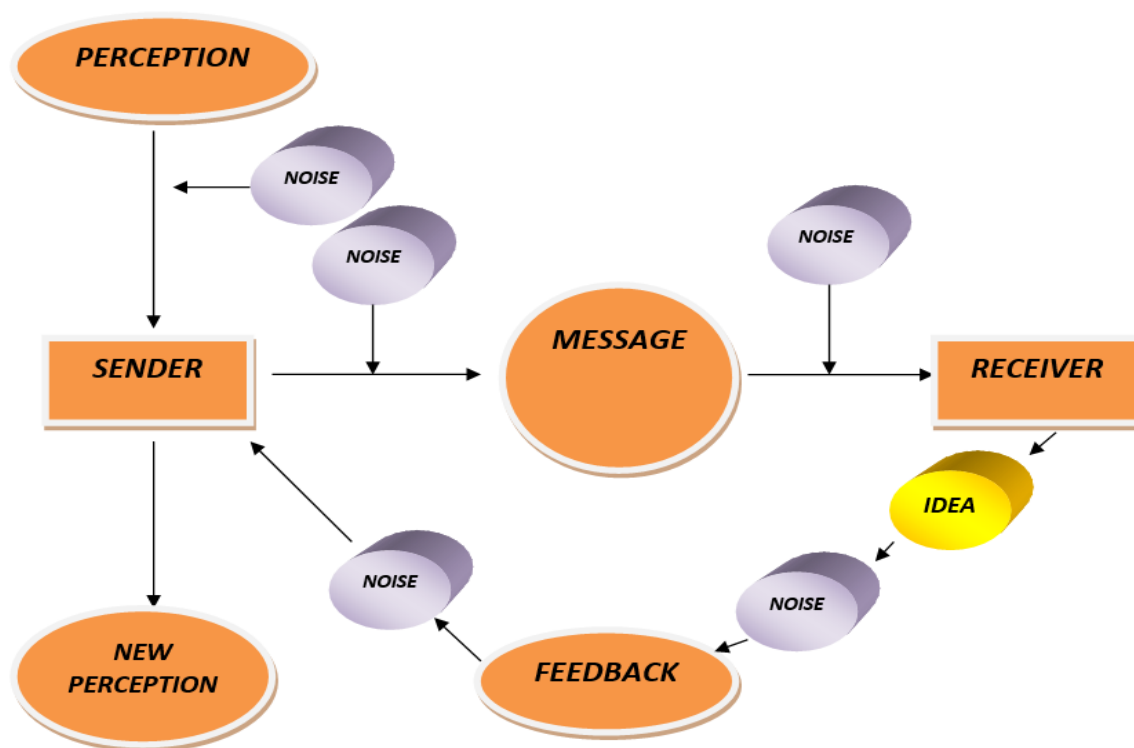 PERCEPTION
NOISE
NOISE
NOISE
SENDER
MESSAGE
RECEIVER
IDEA
NOISE
NOISE
FEEDBACK
NEW
PERCEPTION